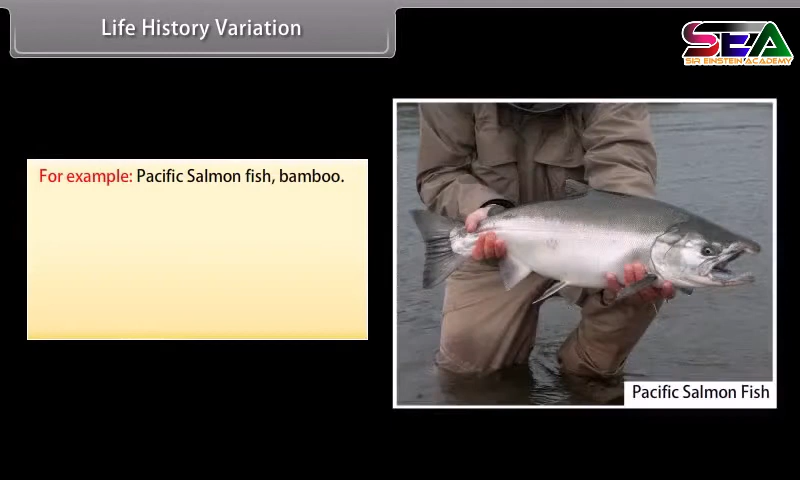 Life History Variation
SEA
SIR EINSTEIN ACADEMY
For example: Pacific Salmon fish, bamboo.
Pacific Salmon Fish